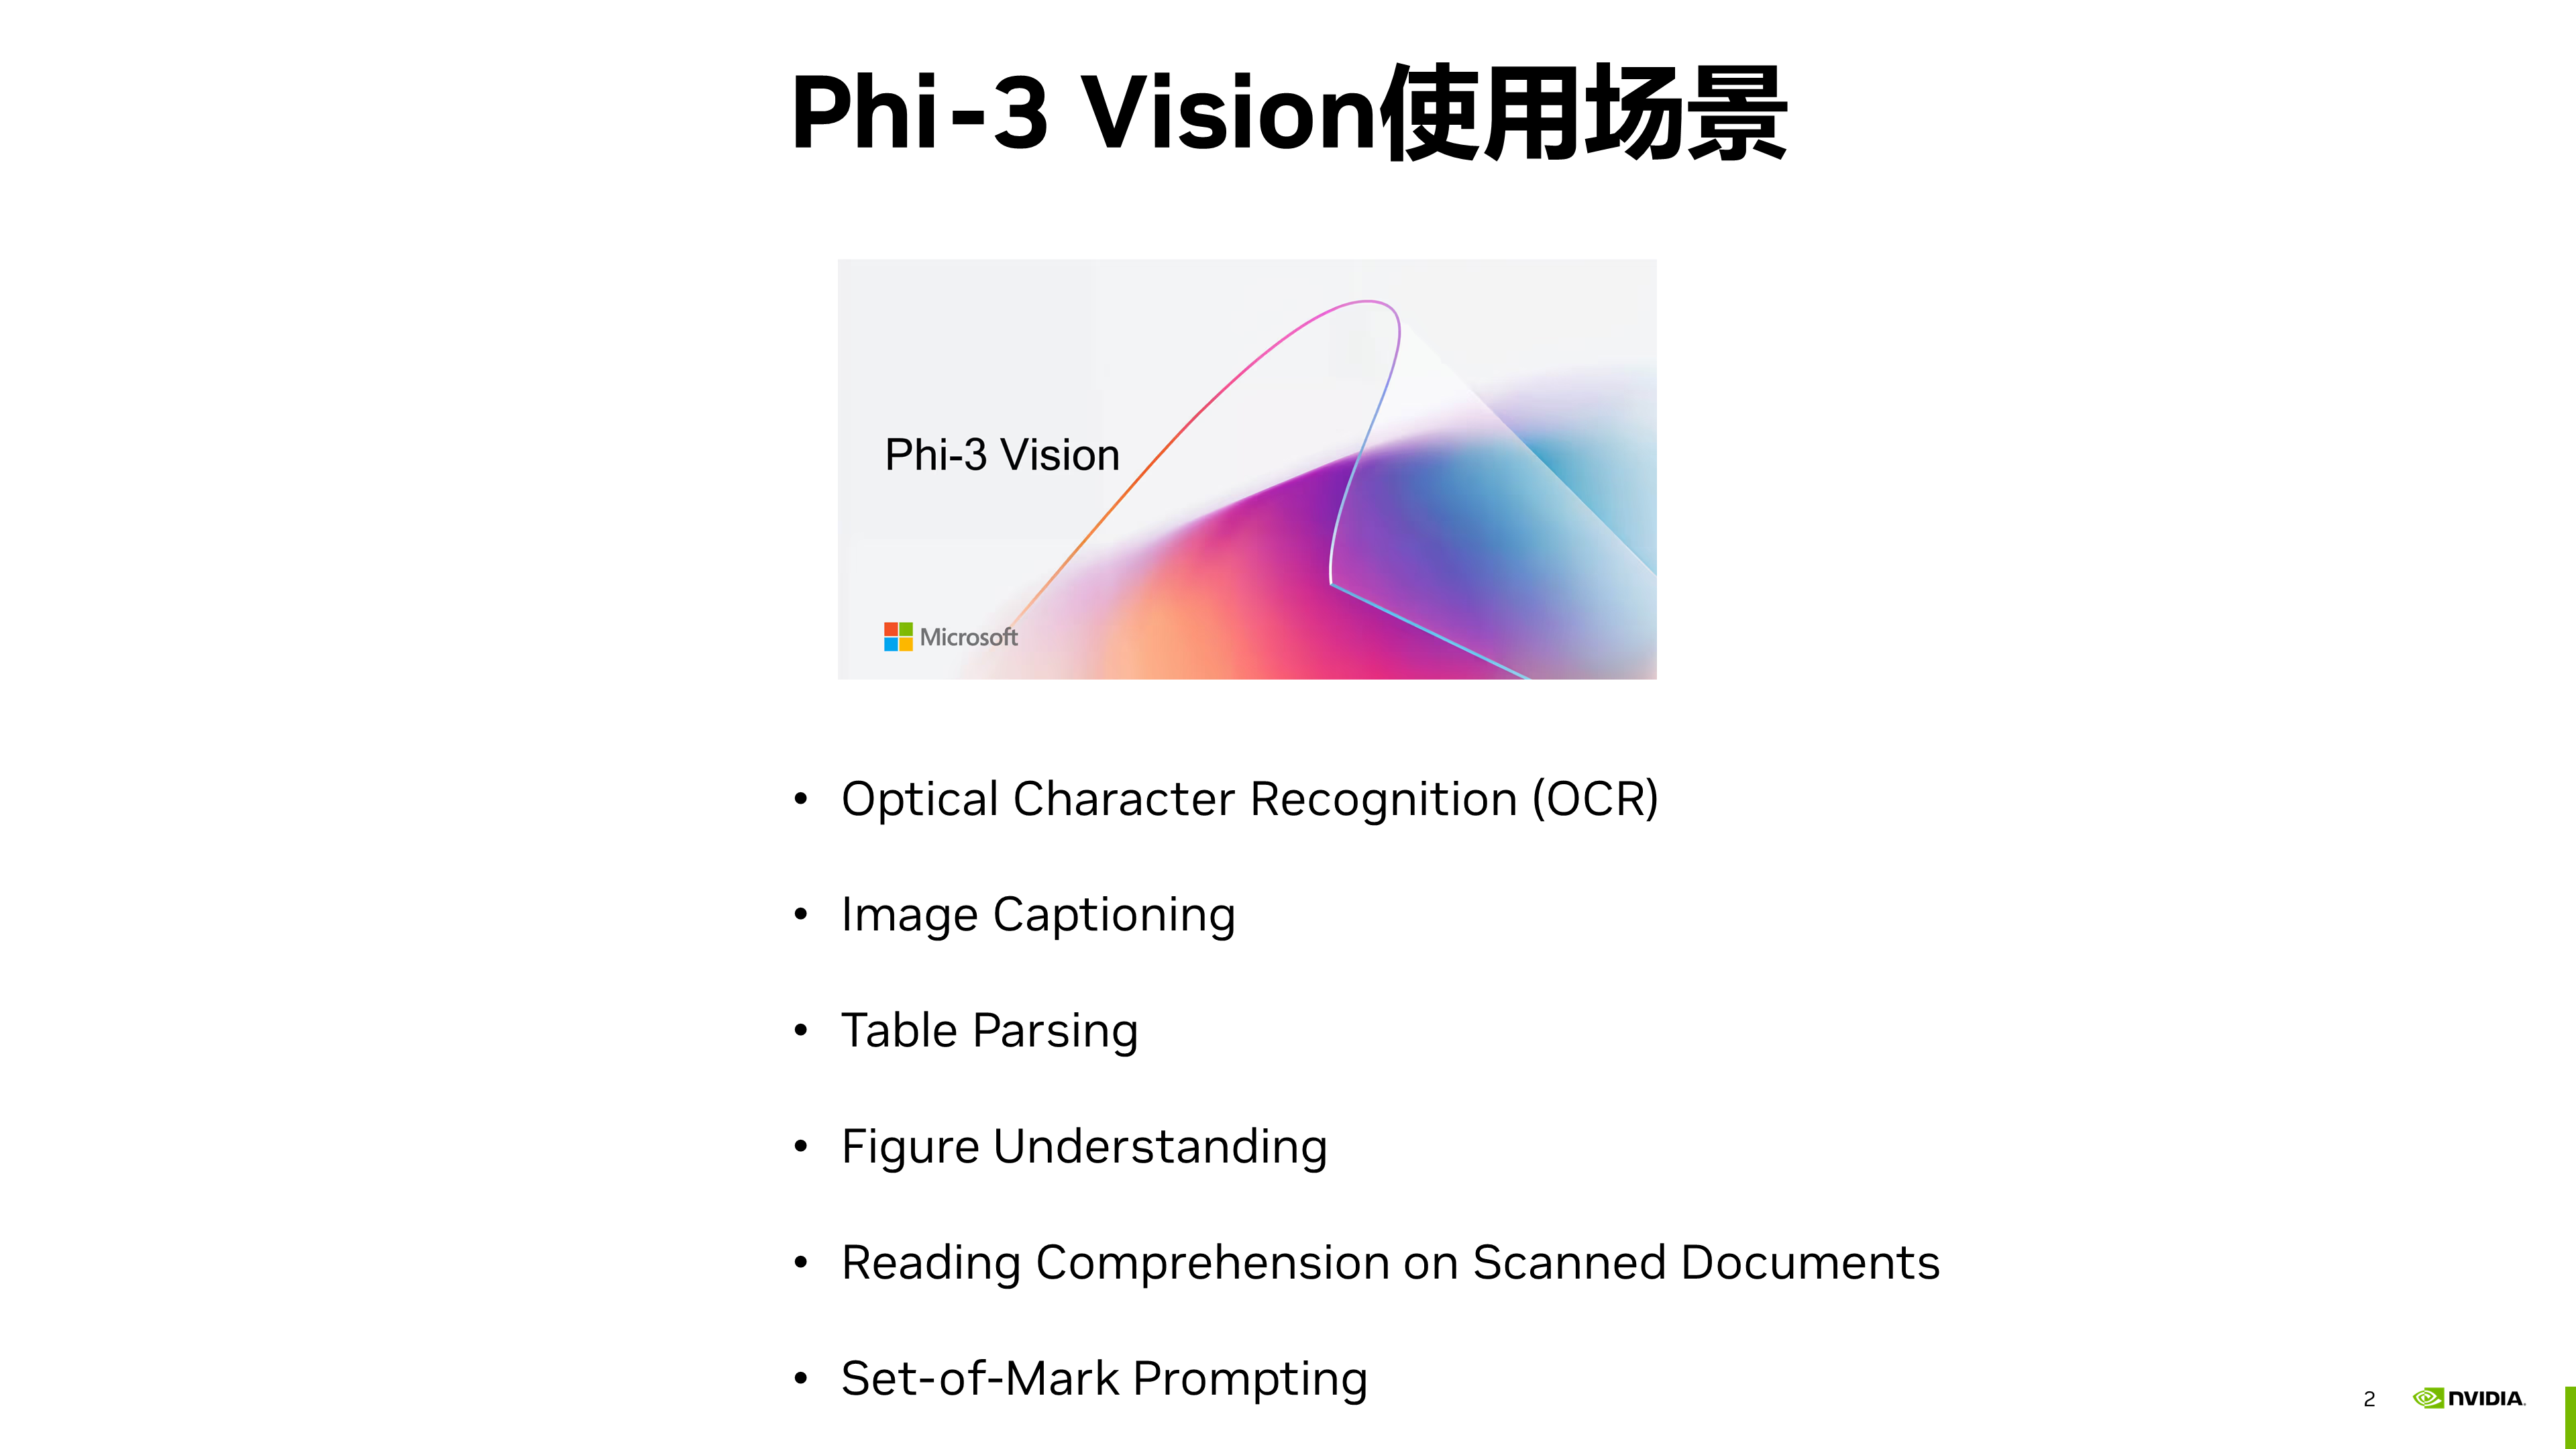 Phi-3 Vision使用场景
Phi-3 Vision
Microsoft
• Optical Character Recognition (OCR)
• Image Captioning
• Table Parsing
• Figure Understanding
• Reading Comprehension on Scanned Documents
• Set-of-Mark Prompting
2
NVIDIA.